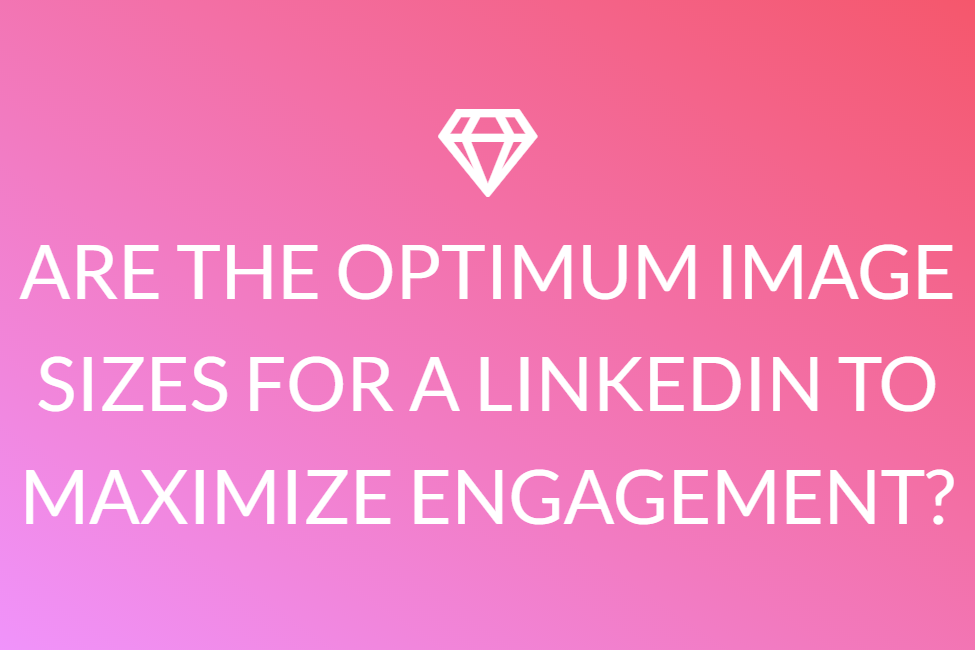 ARE THE OPTIMUM IMAGE
SIZES FOR A LINKEDIN TO
MAXIMIZE ENGAGEMENT?